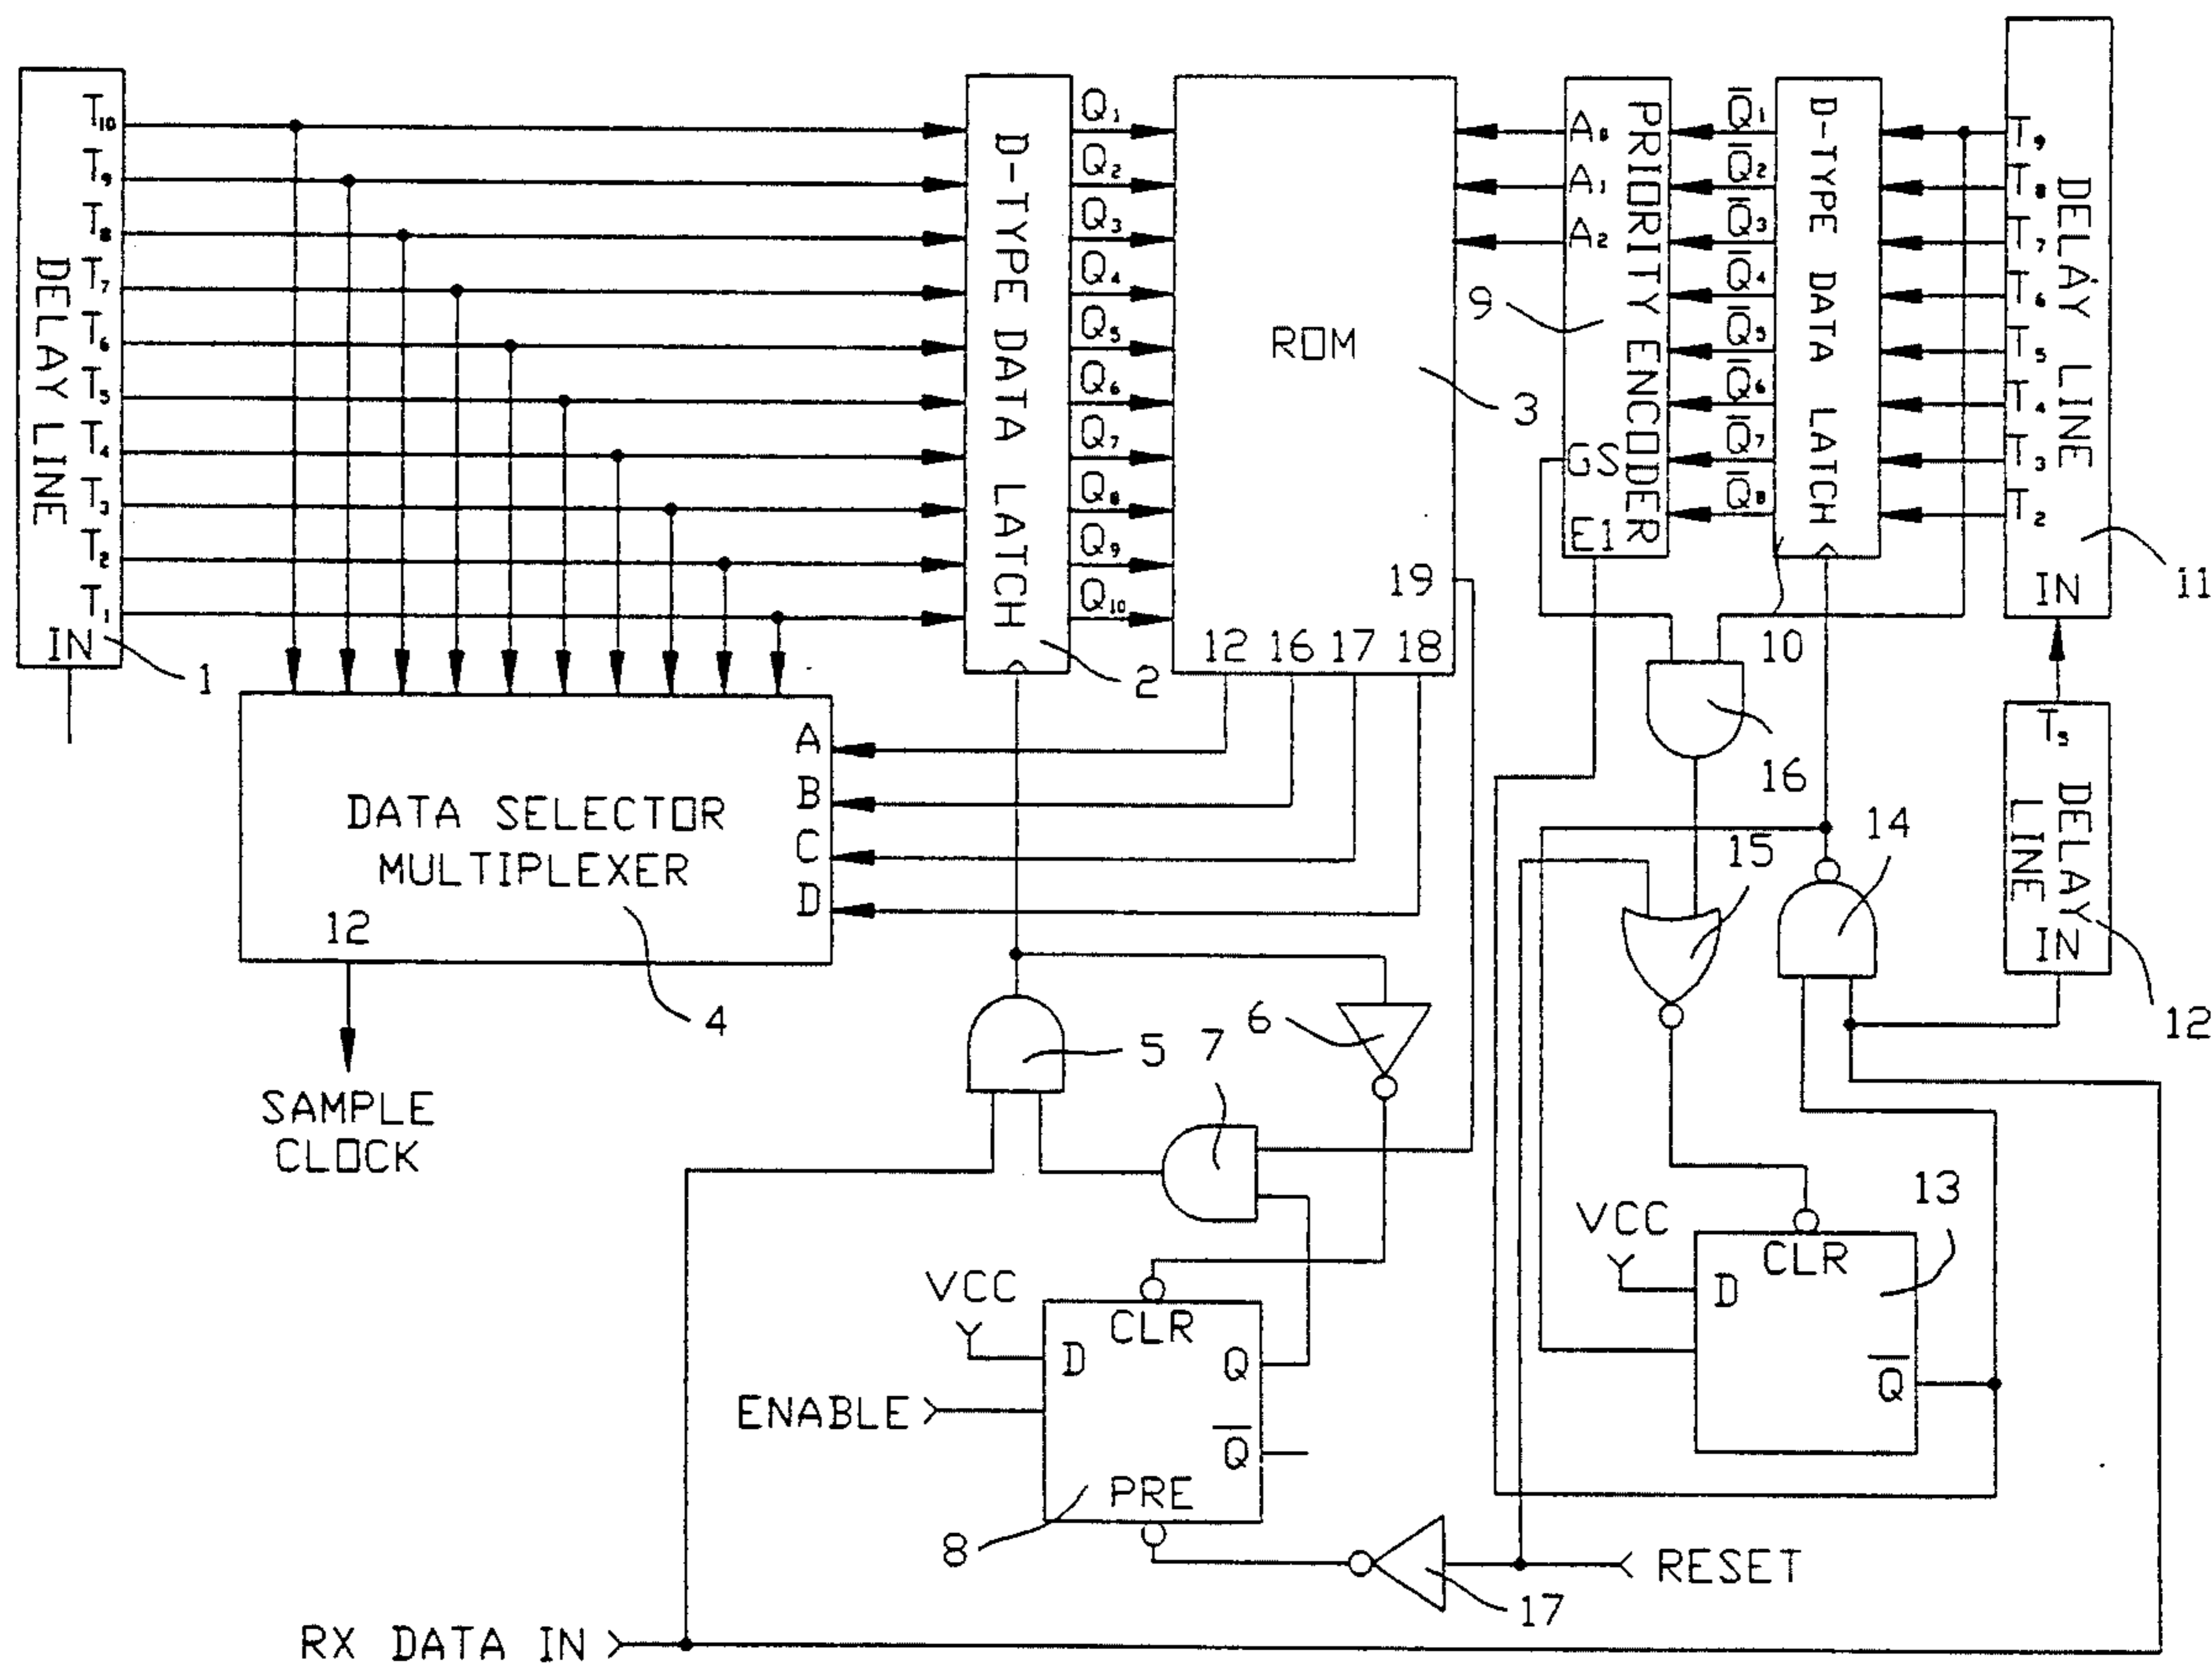 DELAY LINE
T10
T9
T8
T7
T6
T5
T4
T3
T2
T1
IN
1
D-TYPE DATA LATCH
2
Q1
Q2
Q3
Q4
Q5
Q6
Q7
Q8
Q9
Q10
ROM
3
19
12 16 17 18
PRIORITY ENCODER
A0
A1
A2
9
GS
E1
Q̅1
Q̅2
Q̅3
Q̅4
Q̅5
Q̅6
Q̅7
Q̅8
D-TYPE DATA LATCH
10
T9
T8
T7
T6
T5
T4
T3
T2
DELAY LINE
IN
11
DATA SELECTOR
MULTIPLEXER
A
B
C
D
12
4
SAMPLE
CLOCK
16
15
14
T5
DELAY
LINE
IN
12
5
6
7
VCC
D
CLR
Q
Q̅
PRE
ENABLE
8
VCC
D
CLR
Q̅
13
17
RESET
RX DATA IN